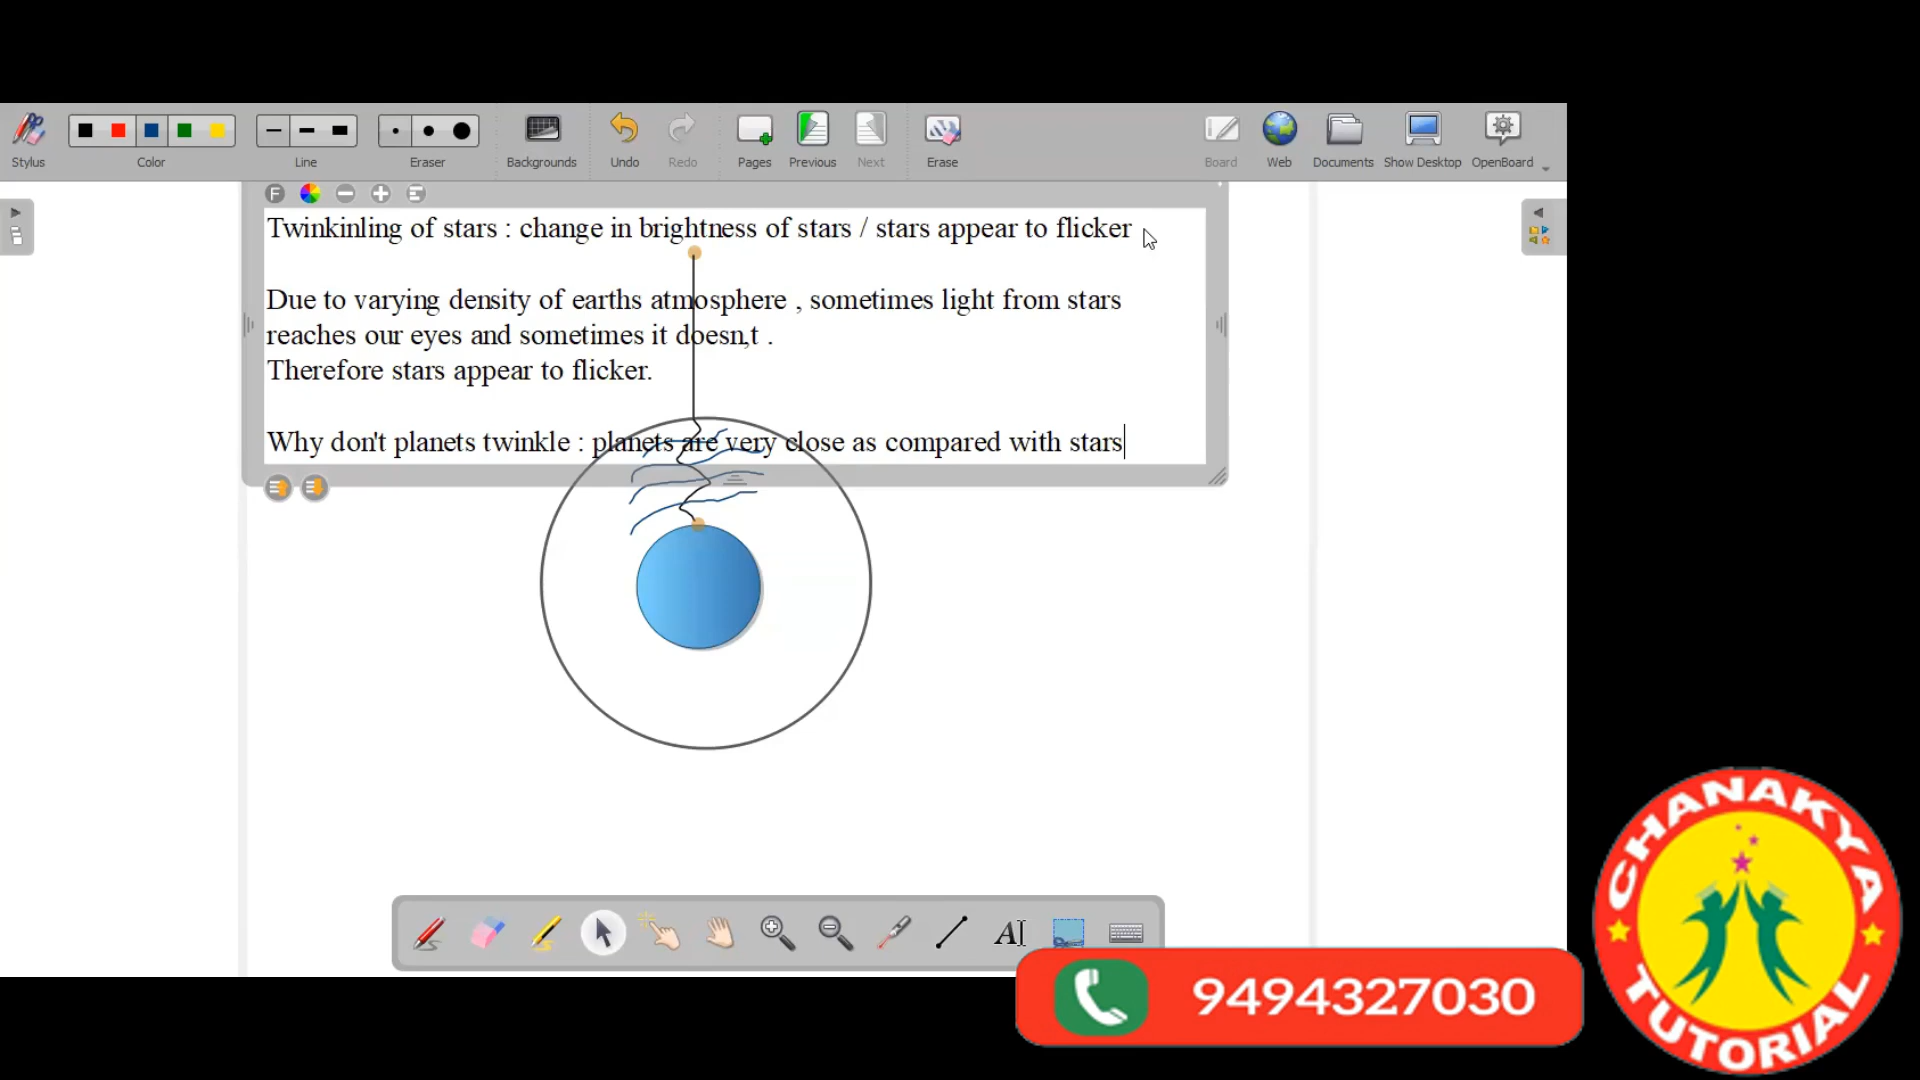 Stylus
Color
Line
Eraser
Backgrounds
Undo
Redo
Pages
Previous
Next
Erase
Board
Web
Documents
Show Desktop
OpenBoard
F
Twinkinling of stars : change in brightness of stars / stars appear to flicker
Due to varying density of earths atmosphere , sometimes light from stars
reaches our eyes and sometimes it doesn,t .
Therefore stars appear to flicker.
Why don't planets twinkle : planets are very close as compared with stars
AI
9494327030
CHANAKYA
TUTORIAL